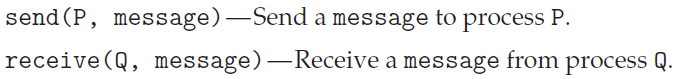 send(P, message)—Send a message to process P.
receive(Q, message)—Receive a message from process Q.